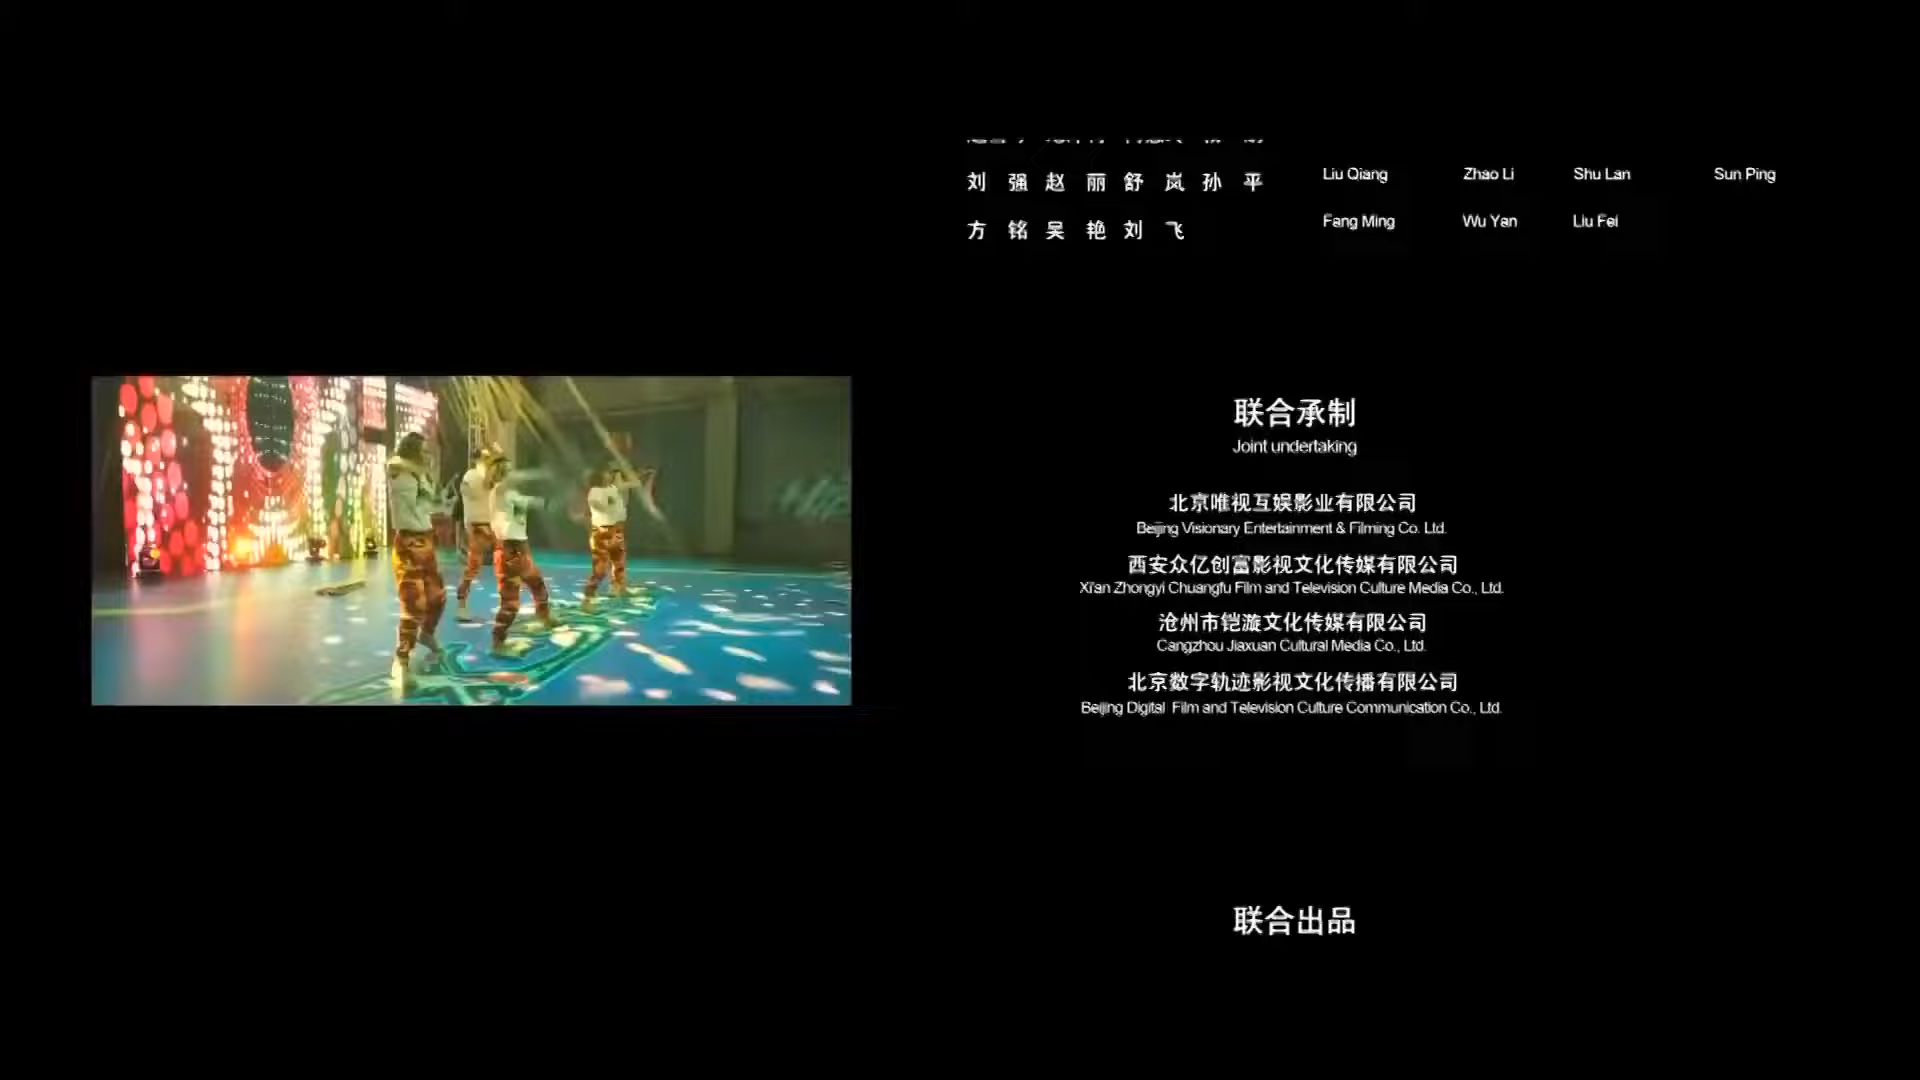 刘 强 赵 丽 舒 岚 孙 平 Liu Qiang Zhao Li Shu Lan Sun Ping
方 铭 吴 艳 刘 飞 Fang Ming Wu Yan Liu Fei
联合承制
Joint undertaking
北京唯视互娱影业有限公司
Beijing Visionary Entertainment & Filming Co. Ltd.
西安众亿创富影视文化传媒有限公司
Xi'an Zhongyi Chuangfu Film and Television Culture Media Co., Ltd.
沧州市铠漩文化传媒有限公司
Cangzhou Jiaxuan Cultural Media Co., Ltd.
北京数字轨迹影视文化传播有限公司
Beijing Digital Film and Television Culture Communication Co., Ltd.
联合出品